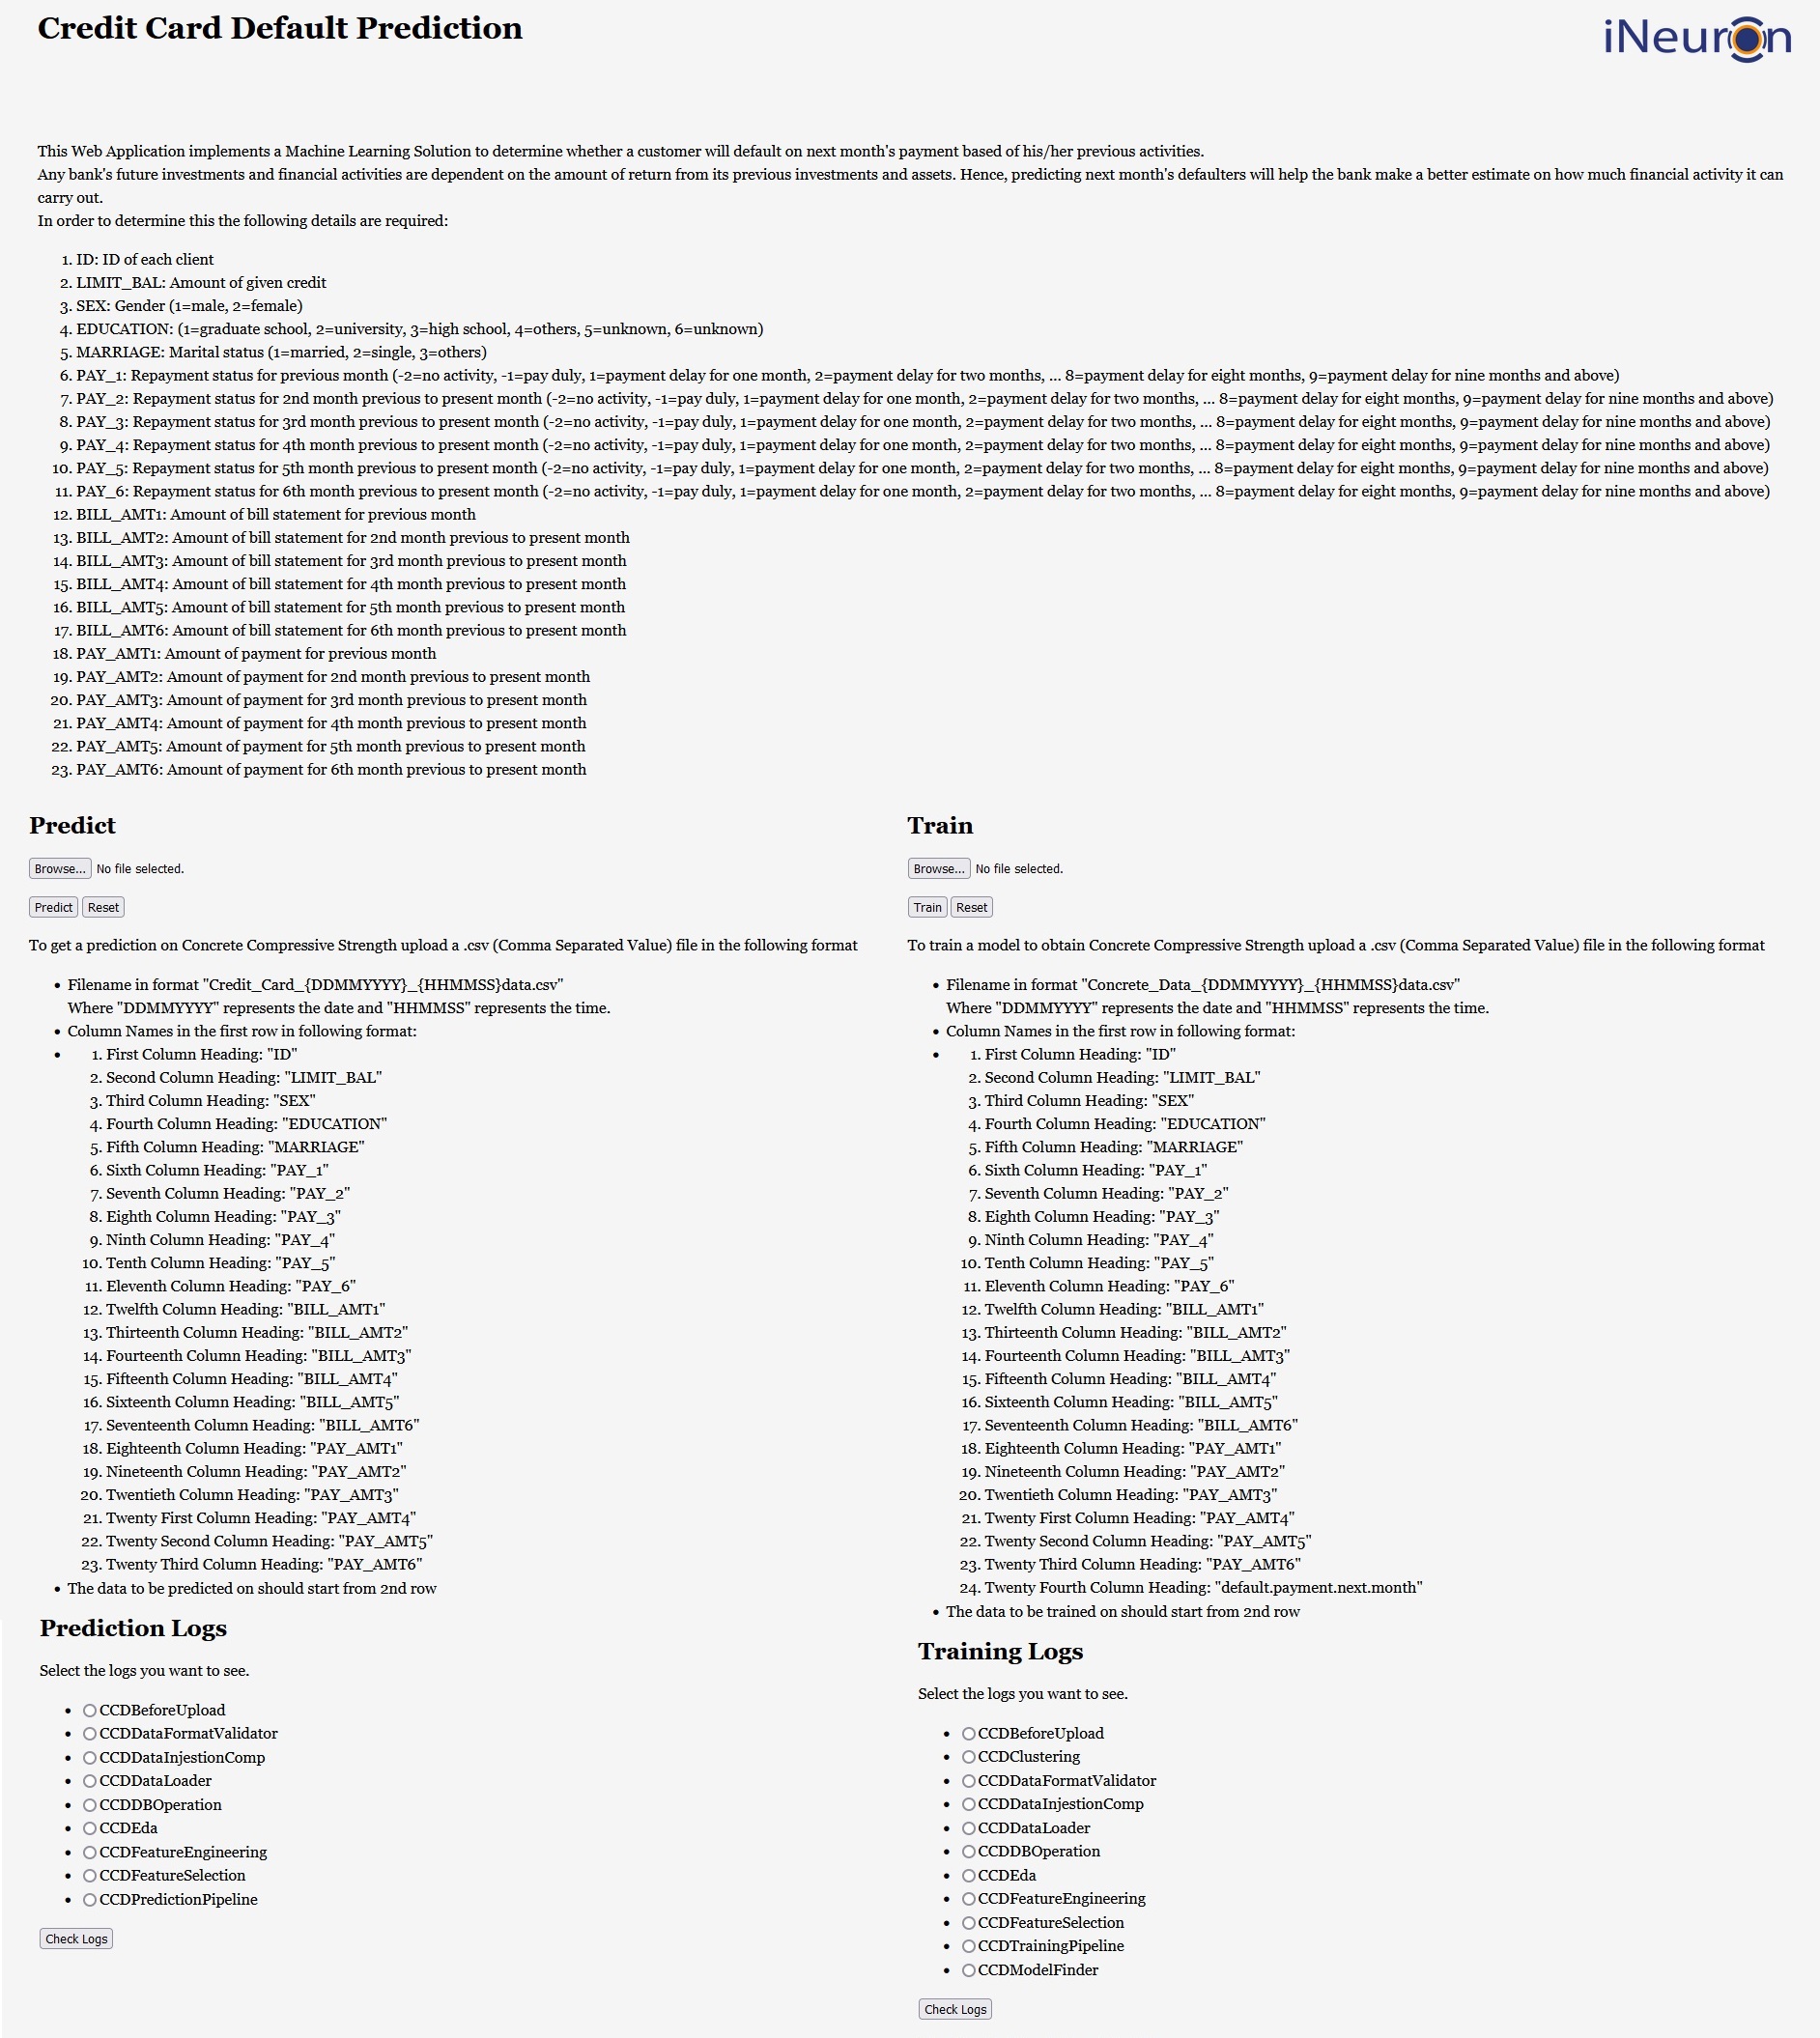 Credit Card Default Prediction
iNeuron
This Web Application implements a Machine Learning Solution to determine whether a customer will default on next month's payment based of his/her previous activities.
Any bank's future investments and financial activities are dependent on the amount of return from its previous investments and assets. Hence, predicting next month's defaulters will help the bank make a better estimate on how much financial activity it can
carry out.
In order to determine this the following details are required:
1. ID: ID of each client
2. LIMIT_BAL: Amount of given credit
3. SEX: Gender (1=male, 2=female)
4. EDUCATION: (1=graduate school, 2=university, 3=high school, 4=others, 5=unknown, 6=unknown)
5. MARRIAGE: Marital status (1=married, 2=single, 3=others)
6. PAY_1: Repayment status for previous month (-2=no activity, -1=pay duly, 1=payment delay for one month, 2=payment delay for two months, ... 8=payment delay for eight months, 9=payment delay for nine months and above)
7. PAY_2: Repayment status for 2nd month previous to present month (-2=no activity, -1=pay duly, 1=payment delay for one month, 2=payment delay for two months, ... 8=payment delay for eight months, 9=payment delay for nine months and above)
8. PAY_3: Repayment status for 3rd month previous to present month (-2=no activity, -1=pay duly, 1=payment delay for one month, 2=payment delay for two months, ... 8=payment delay for eight months, 9=payment delay for nine months and above)
9. PAY_4: Repayment status for 4th month previous to present month (-2=no activity, -1=pay duly, 1=payment delay for one month, 2=payment delay for two months, ... 8=payment delay for eight months, 9=payment delay for nine months and above)
10. PAY_5: Repayment status for 5th month previous to present month (-2=no activity, -1=pay duly, 1=payment delay for one month, 2=payment delay for two months, ... 8=payment delay for eight months, 9=payment delay for nine months and above)
11. PAY_6: Repayment status for 6th month previous to present month (-2=no activity, -1=pay duly, 1=payment delay for one month, 2=payment delay for two months, ... 8=payment delay for eight months, 9=payment delay for nine months and above)
12. BILL_AMT1: Amount of bill statement for previous month
13. BILL_AMT2: Amount of bill statement for 2nd month previous to present month
14. BILL_AMT3: Amount of bill statement for 3rd month previous to present month
15. BILL_AMT4: Amount of bill statement for 4th month previous to present month
16. BILL_AMT5: Amount of bill statement for 5th month previous to present month
17. BILL_AMT6: Amount of bill statement for 6th month previous to present month
18. PAY_AMT1: Amount of payment for previous month
19. PAY_AMT2: Amount of payment for 2nd month previous to present month
20. PAY_AMT3: Amount of payment for 3rd month previous to present month
21. PAY_AMT4: Amount of payment for 4th month previous to present month
22. PAY_AMT5: Amount of payment for 5th month previous to present month
23. PAY_AMT6: Amount of payment for 6th month previous to present month
Predict
Browse... No file selected.
Predict Reset
To get a prediction on Concrete Compressive Strength upload a .csv (Comma Separated Value) file in the following format
• Filename in format "Credit_Card_{DDMMYYYY}_{HHMMSS}data.csv"
Where "DDMMYYYY" represents the date and "HHMMSS" represents the time.
• Column Names in the first row in following format:
• 1. First Column Heading: "ID"
2. Second Column Heading: "LIMIT_BAL"
3. Third Column Heading: "SEX"
4. Fourth Column Heading: "EDUCATION"
5. Fifth Column Heading: "MARRIAGE"
6. Sixth Column Heading: "PAY_1"
7. Seventh Column Heading: "PAY_2"
8. Eighth Column Heading: "PAY_3"
9. Ninth Column Heading: "PAY_4"
10. Tenth Column Heading: "PAY_5"
11. Eleventh Column Heading: "PAY_6"
12. Twelfth Column Heading: "BILL_AMT1"
13. Thirteenth Column Heading: "BILL_AMT2"
14. Fourteenth Column Heading: "BILL_AMT3"
15. Fifteenth Column Heading: "BILL_AMT4"
16. Sixteenth Column Heading: "BILL_AMT5"
17. Seventeenth Column Heading: "BILL_AMT6"
18. Eighteenth Column Heading: "PAY_AMT1"
19. Nineteenth Column Heading: "PAY_AMT2"
20. Twentieth Column Heading: "PAY_AMT3"
21. Twenty First Column Heading: "PAY_AMT4"
22. Twenty Second Column Heading: "PAY_AMT5"
23. Twenty Third Column Heading: "PAY_AMT6"
• The data to be predicted on should start from 2nd row
Prediction Logs
Select the logs you want to see.
• CCDBeforeUpload
• CCDDataFormatValidator
• CCDDataInjestionComp
• CCDDataLoader
• CCDDBOperation
• CCDEda
• CCDFeatureEngineering
• CCDFeatureSelection
• CCDPredictionPipeline
Check Logs
Train
Browse... No file selected.
Train Reset
To train a model to obtain Concrete Compressive Strength upload a .csv (Comma Separated Value) file in the following format
• Filename in format "Concrete_Data_{DDMMYYYY}_{HHMMSS}data.csv"
Where "DDMMYYYY" represents the date and "HHMMSS" represents the time.
• Column Names in the first row in following format:
• 1. First Column Heading: "ID"
2. Second Column Heading: "LIMIT_BAL"
3. Third Column Heading: "SEX"
4. Fourth Column Heading: "EDUCATION"
5. Fifth Column Heading: "MARRIAGE"
6. Sixth Column Heading: "PAY_1"
7. Seventh Column Heading: "PAY_2"
8. Eighth Column Heading: "PAY_3"
9. Ninth Column Heading: "PAY_4"
10. Tenth Column Heading: "PAY_5"
11. Eleventh Column Heading: "PAY_6"
12. Twelfth Column Heading: "BILL_AMT1"
13. Thirteenth Column Heading: "BILL_AMT2"
14. Fourteenth Column Heading: "BILL_AMT3"
15. Fifteenth Column Heading: "BILL_AMT4"
16. Sixteenth Column Heading: "BILL_AMT5"
17. Seventeenth Column Heading: "BILL_AMT6"
18. Eighteenth Column Heading: "PAY_AMT1"
19. Nineteenth Column Heading: "PAY_AMT2"
20. Twentieth Column Heading: "PAY_AMT3"
21. Twenty First Column Heading: "PAY_AMT4"
22. Twenty Second Column Heading: "PAY_AMT5"
23. Twenty Third Column Heading: "PAY_AMT6"
24. Twenty Fourth Column Heading: "default.payment.next.month"
• The data to be trained on should start from 2nd row
Training Logs
Select the logs you want to see.
• CCDBeforeUpload
• CCDClustering
• CCDDataFormatValidator
• CCDDataInjestionComp
• CCDDataLoader
• CCDDBOperation
• CCDEda
• CCDFeatureEngineering
• CCDFeatureSelection
• CCDTrainingPipeline
• CCDModelFinder
Check Logs